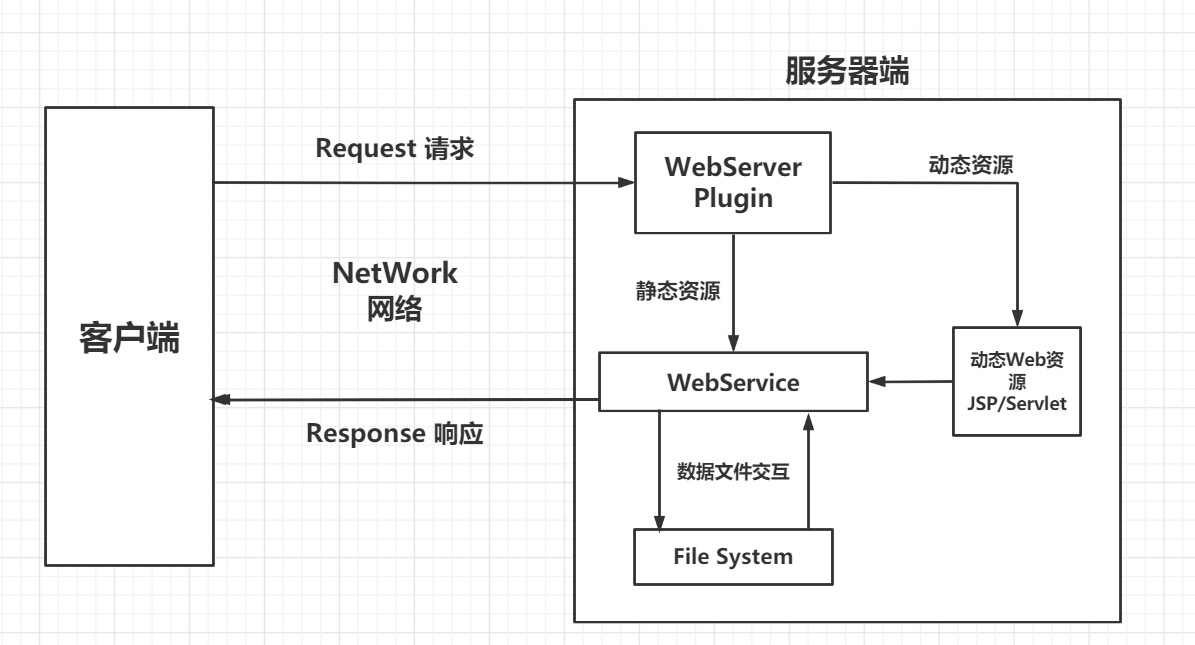 服务器端
Request 请求
WebServer
Plugin
动态资源
NetWork
网络
静态资源
客户端
动态Web资
源
JSP/Servlet
WebService
Response 响应
数据文件交互
File System